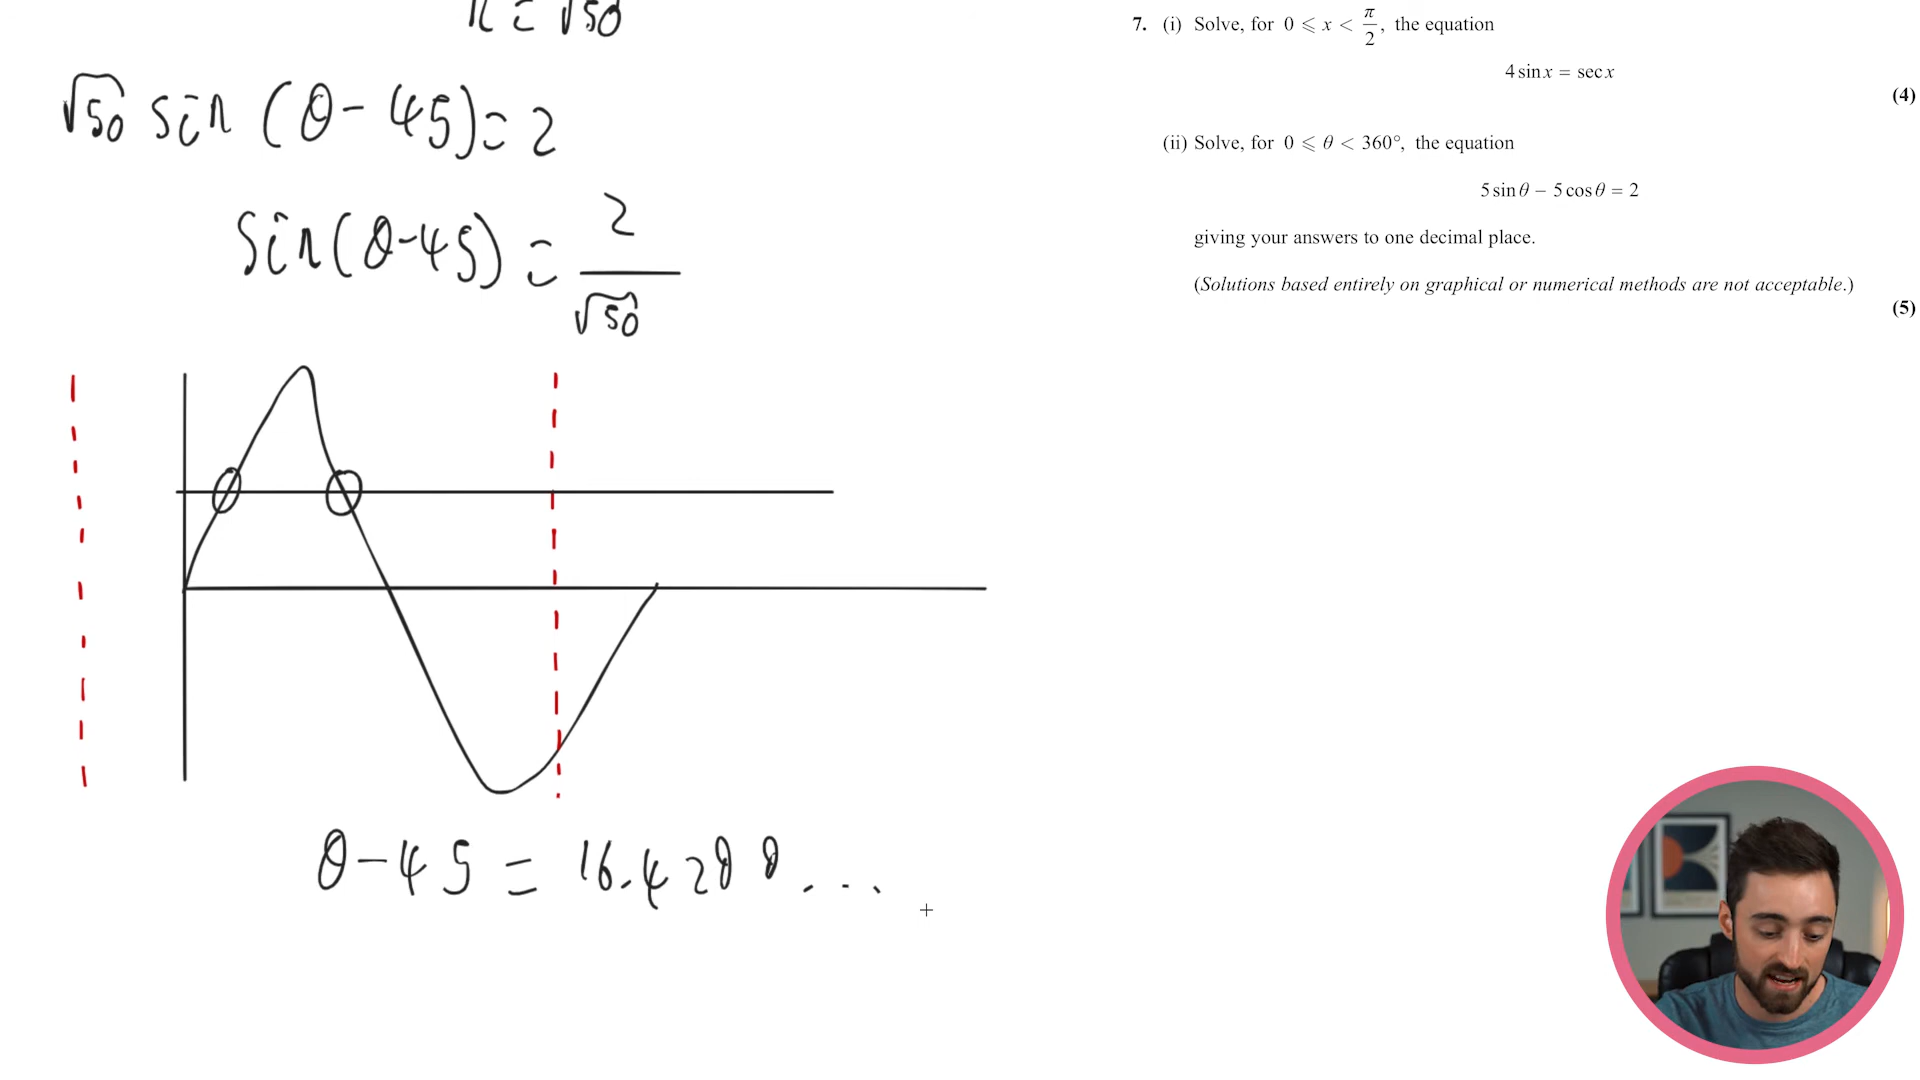 R = √50
√50 sin (θ - 45) = 2
sin(θ-45) = 2/√50
θ-45 = 16.4200...
7. (i) Solve, for 0 ⩽ x < π/2, the equation
4 sin x = sec x
(4)
(ii) Solve, for 0 ⩽ θ < 360°, the equation
5 sin θ – 5 cos θ = 2
giving your answers to one decimal place.
(Solutions based entirely on graphical or numerical methods are not acceptable.)
(5)